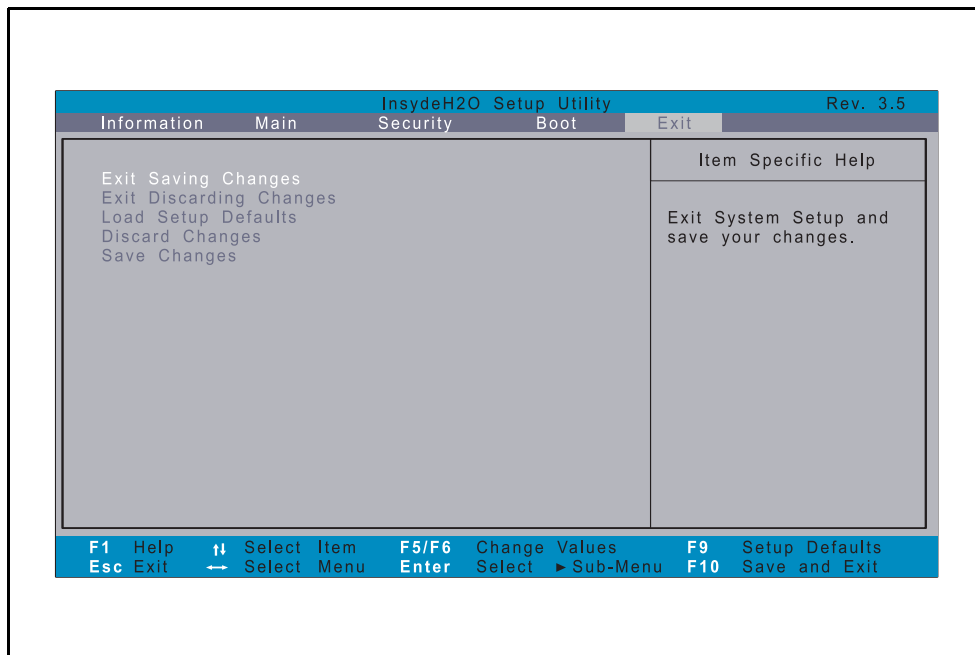 InsydeH2O Setup Utility Rev. 3.5
Information Main Security Boot Exit
Item Specific Help
Exit Saving Changes
Exit Discarding Changes
Load Setup Defaults
Discard Changes
Save Changes
Exit System Setup and
save your changes.
F1 Help ↑↓ Select Item F5/F6 Change Values F9 Setup Defaults
Esc Exit ↔ Select Menu Enter Select ►Sub-Menu F10 Save and Exit